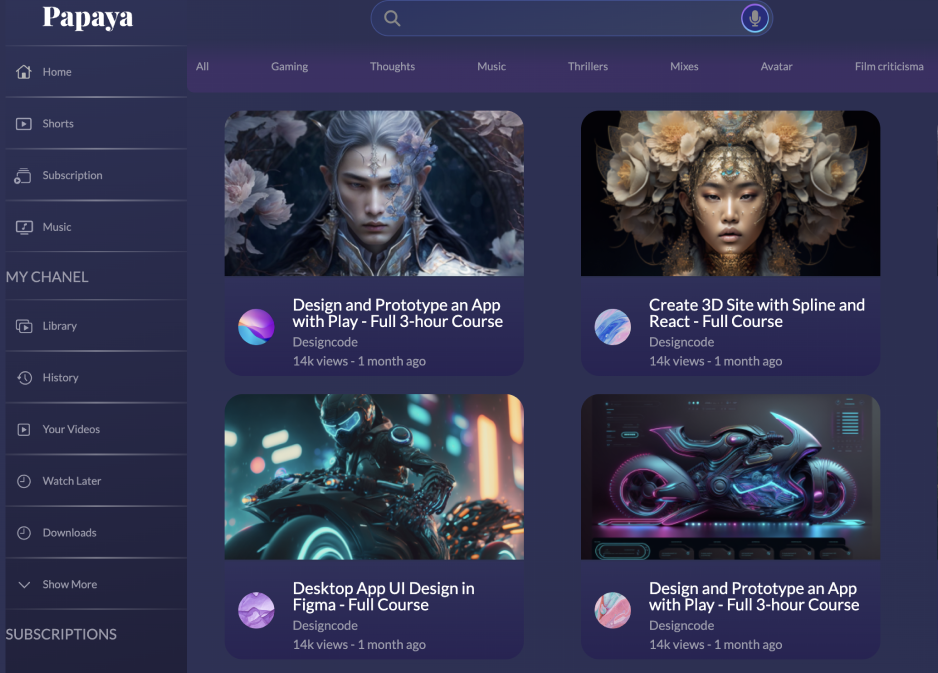 Papaya
Home
Shorts
Subscription
Music
MY CHANEL
Library
History
Your Videos
Watch Later
Downloads
Show More
SUBSCRIPTIONS
All
Gaming
Thoughts
Music
Thrillers
Mixes
Avatar
Film criticisma
Design and Prototype an App
with Play - Full 3-hour Course
Designcode
14k views - 1 month ago
Create 3D Site with Spline and
React - Full Course
Designcode
14k views - 1 month ago
Desktop App UI Design in
Figma - Full Course
Designcode
14k views - 1 month ago
Design and Prototype an App
with Play - Full 3-hour Course
Designcode
14k views - 1 month ago